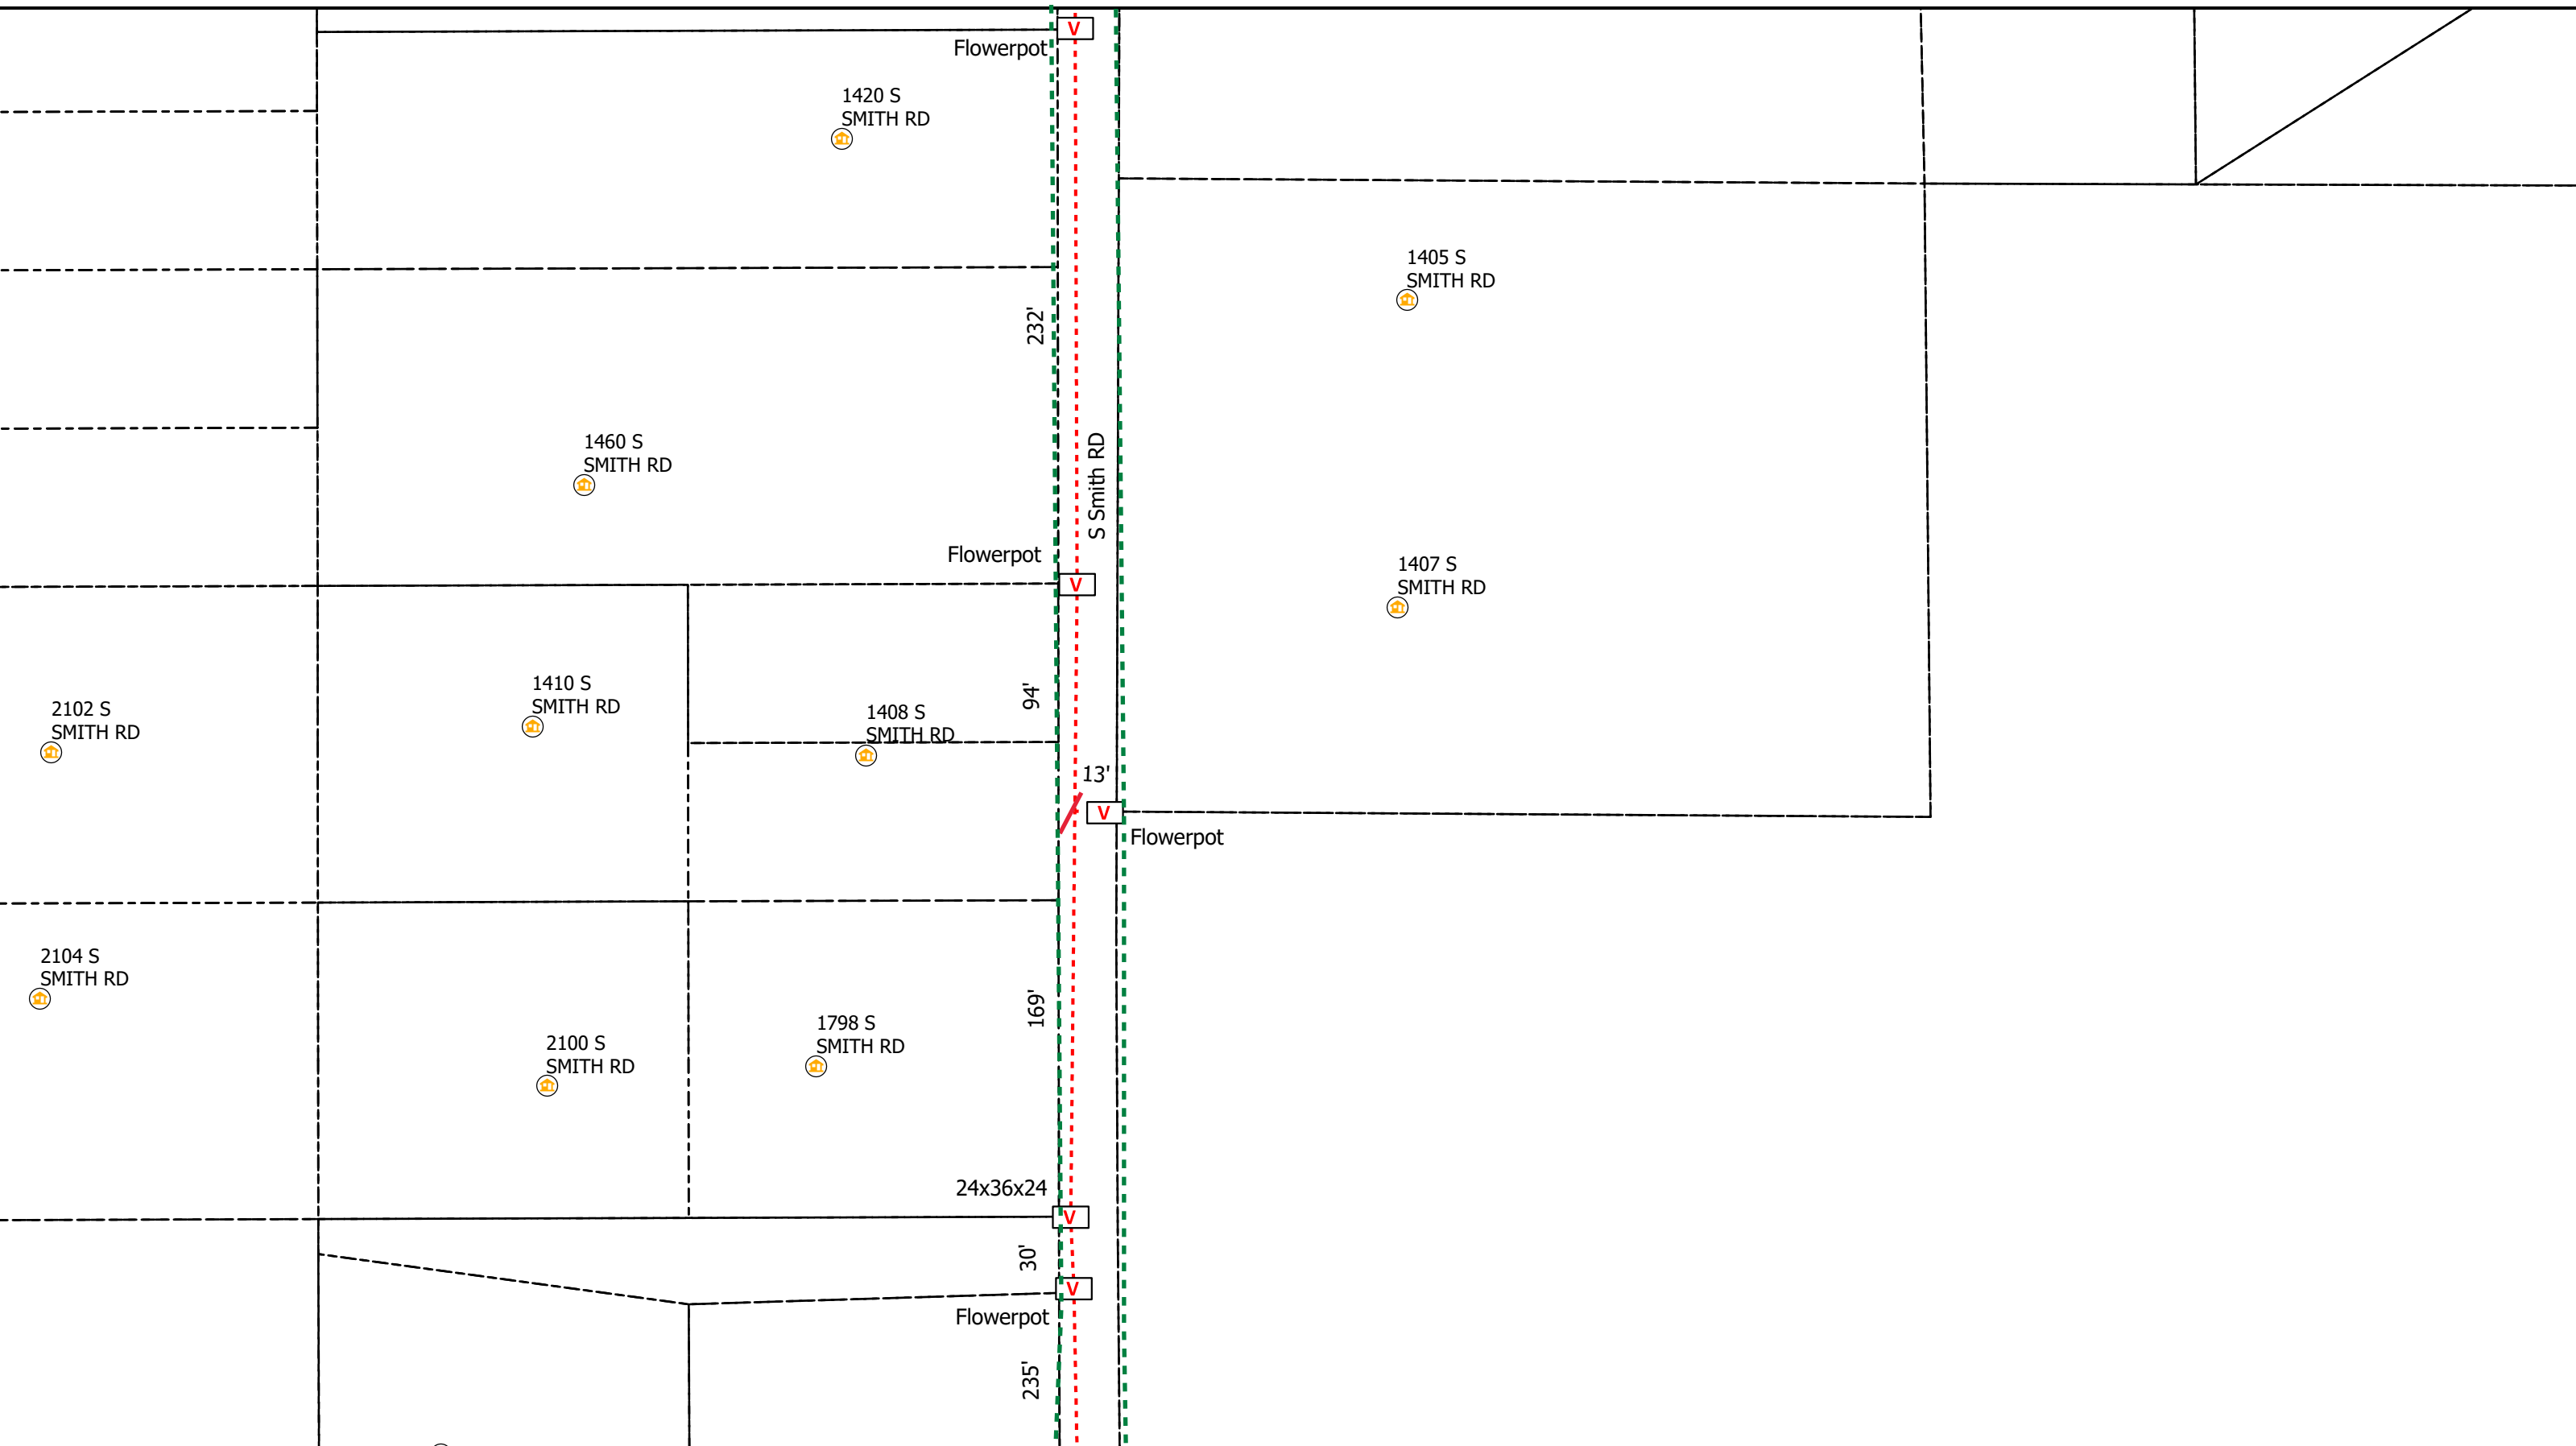 V
Flowerpot
1420 S
SMITH RD
1405 S
SMITH RD
232'
1460 S
SMITH RD
S Smith RD
Flowerpot
V
1407 S
SMITH RD
1410 S
SMITH RD
94'
2102 S
SMITH RD
1408 S
SMITH RD
13'
V
Flowerpot
2104 S
SMITH RD
169'
1798 S
SMITH RD
2100 S
SMITH RD
24x36x24
V
30'
V
Flowerpot
235'